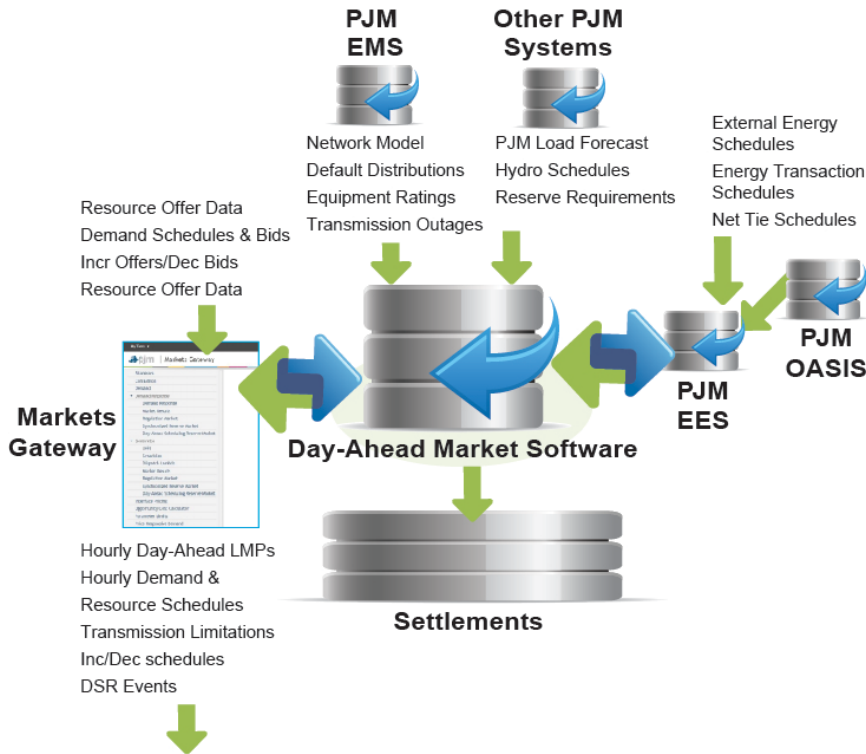 PJM
EMS
Other PJM
Systems
Network Model
Default Distributions
Equipment Ratings
Transmission Outages
PJM Load Forecast
Hydro Schedules
Reserve Requirements
External Energy
Schedules
Energy Transaction
Schedules
Net Tie Schedules
Resource Offer Data
Demand Schedules & Bids
Incr Offers/Dec Bids
Resource Offer Data
PJM
OASIS
PJM
EES
pjm Markets Gateway
Markets
Gateway
Day-Ahead Market Software
Settlements
Hourly Day-Ahead LMPs
Hourly Demand &
Resource Schedules
Transmission Limitations
Inc/Dec schedules
DSR Events